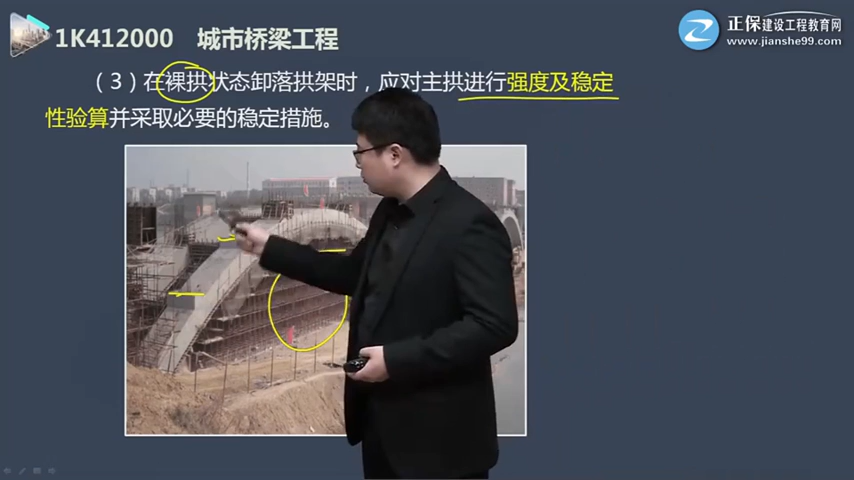 1K412000 城市桥梁工程
正保建设工程教育网
www.jianshe99.com
（3）在裸拱状态卸落拱架时，应对主拱进行强度及稳定
性验算并采取必要的稳定措施。